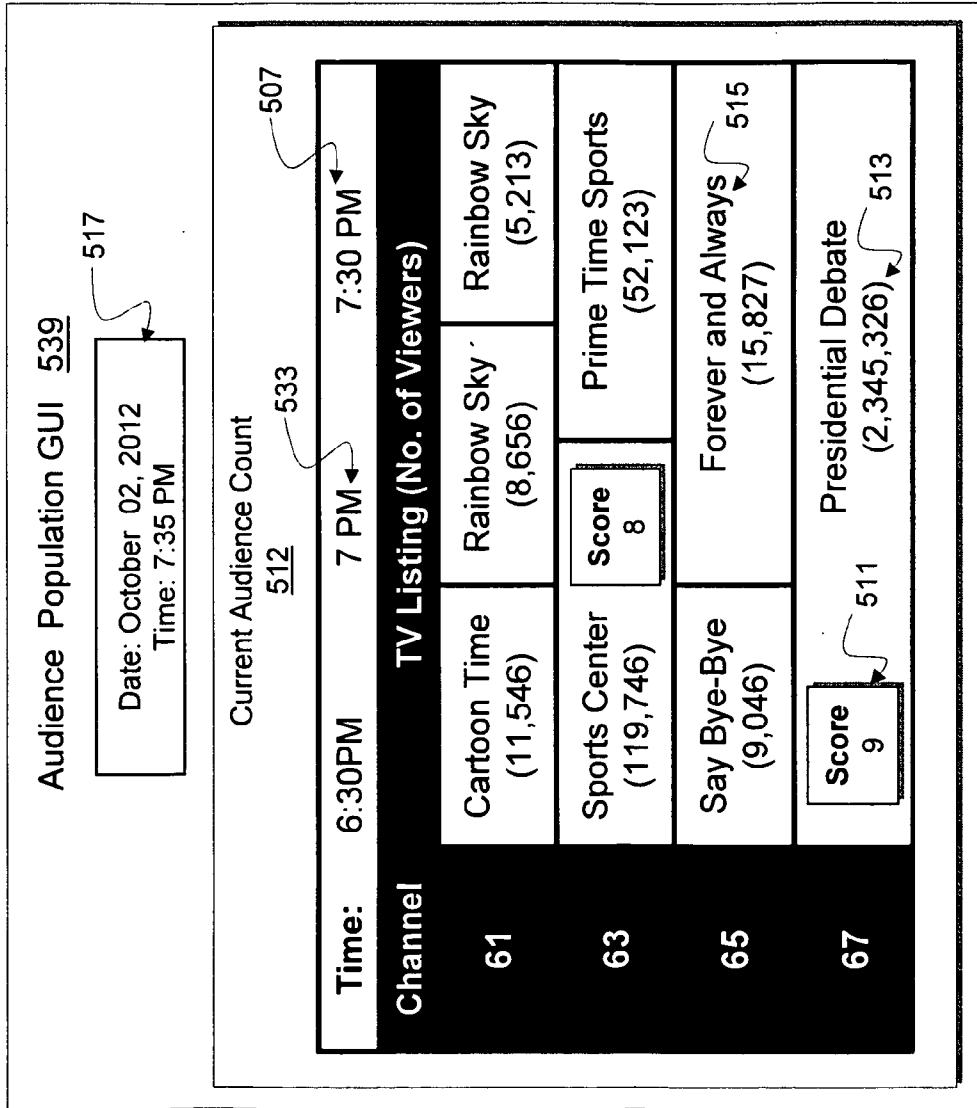 Audience Population GUI 539
517
Date: October 02, 2012
Time: 7:35 PM
Current Audience Count
512
533
507
Time: 6:30PM 7 PM 7:30 PM
Channel TV Listing (No. of Viewers)
61 Cartoon Time Rainbow Sky Rainbow Sky
(11,546) (8,656) (5,213)
63 Sports Center Score Prime Time Sports
(119,746) 8 (52,123)
65 Say Bye-Bye Forever and Always 515
(9,046) (15,827)
67 Score 511 Presidential Debate 513
9 (2,345,326)